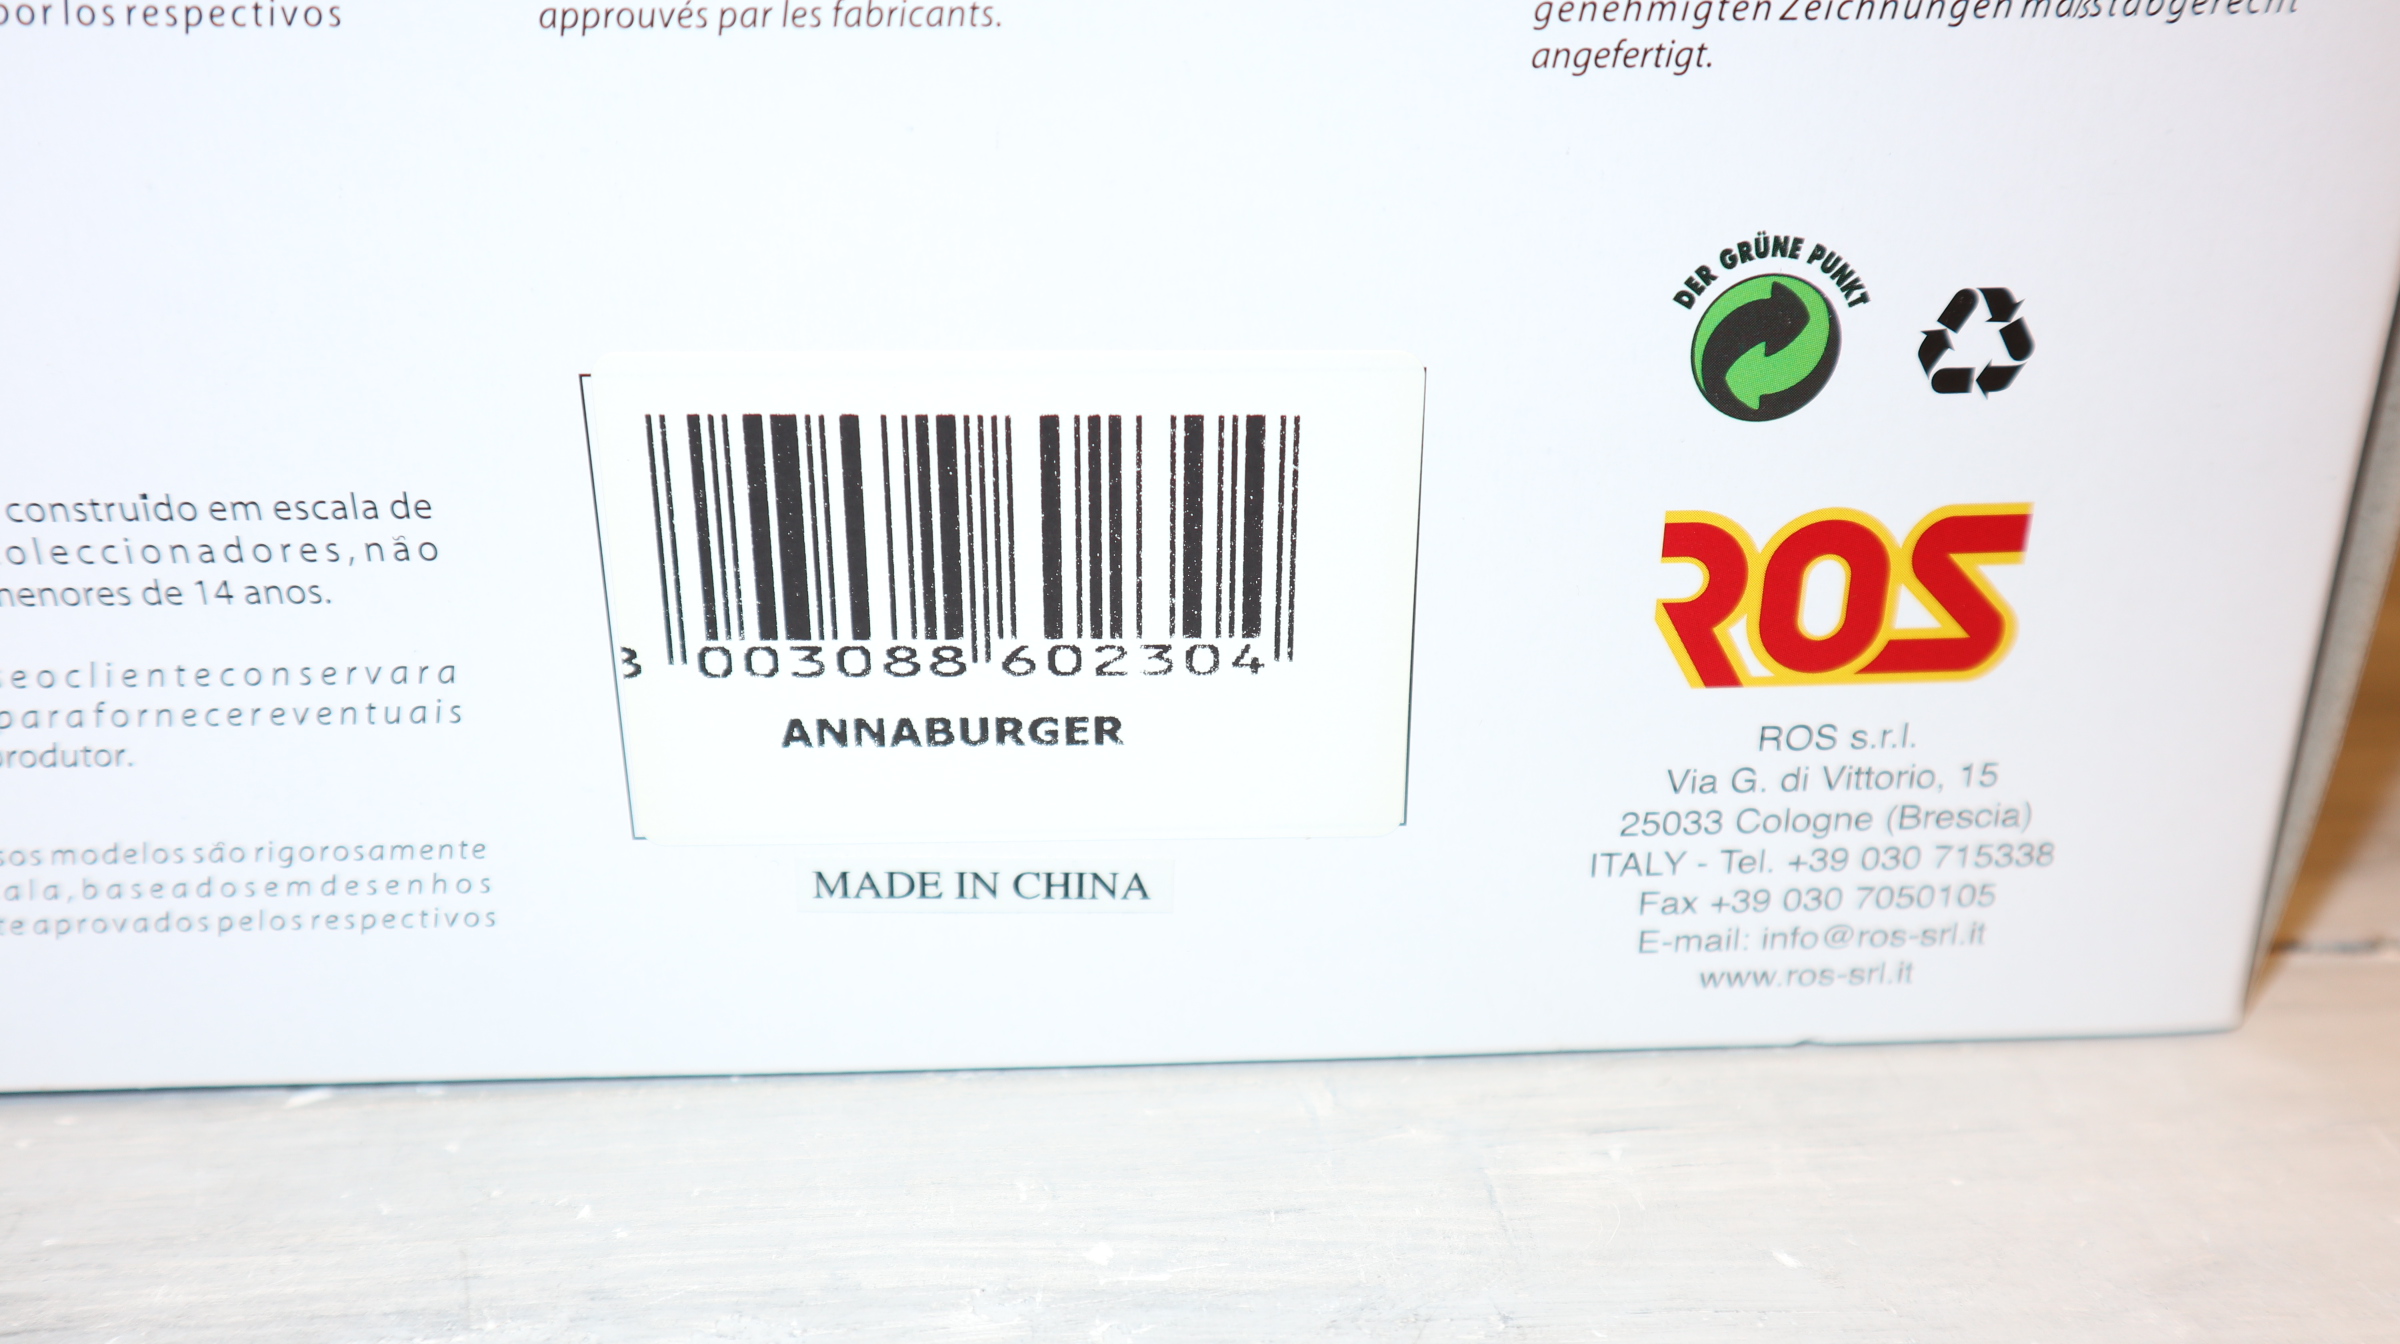 por los respectivos
approuvés par les fabricants.
genehmigten Zeichnungen maßstabgerecht
angefertigt.
construido em escala de
oleccionadores, não
menores de 14 anos.
se o cliente conservar a
para fornecer eventuais
produtor.
sos modelos são rigorosamente
ala, baseados em desenhos
te aprovados pelos respectivos
8 003088 602304
ANNABURGER
MADE IN CHINA
DER GRÜNE PUNKT
ROS
ROS s.r.l.
Via G. di Vittorio, 15
25033 Cologne (Brescia)
ITALY - Tel. +39 030 715338
Fax +39 030 7050105
E-mail: info@ros-srl.it
www.ros-srl.it